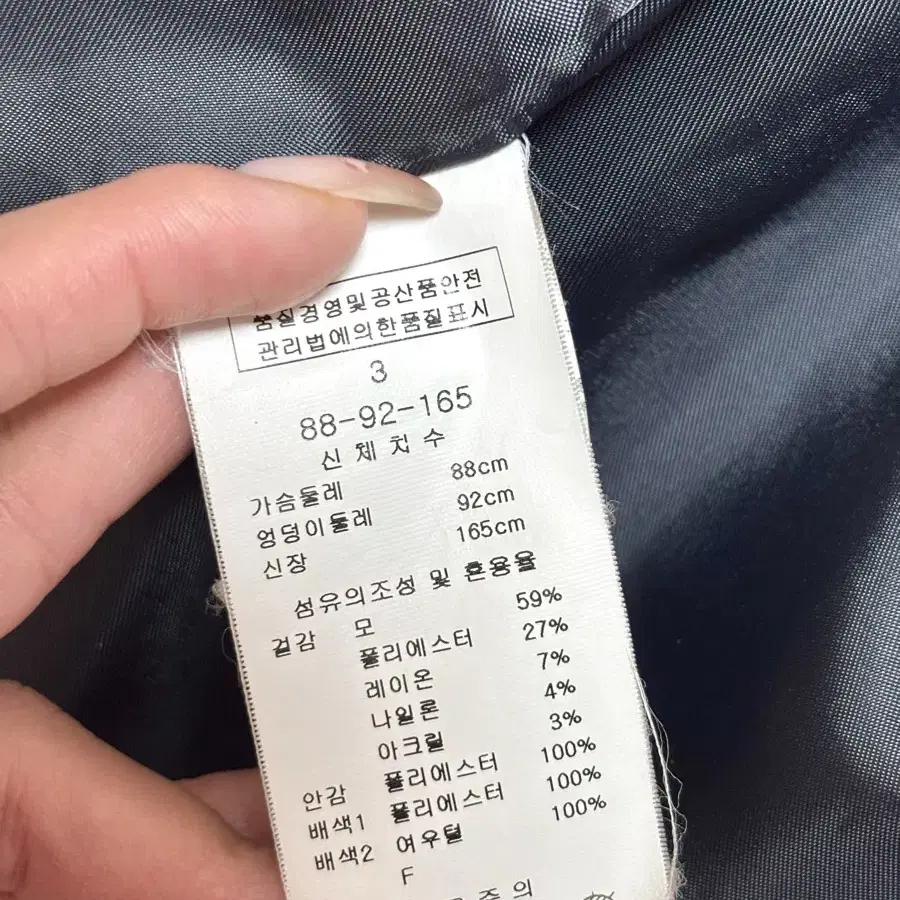 품질경영및공산품안전
관리법에의한품질표시
3
88-92-165
신체치수
가슴둘레 88cm
엉덩이둘레 92cm
신장 165cm
섬유의조성 및 혼용율
겉감 모 59%
폴리에스터 27%
레이온 7%
나일론 4%
아크릴 3%
안감 폴리에스터 100%
배색1 폴리에스터 100%
배색2 여우털 100%
F
주의